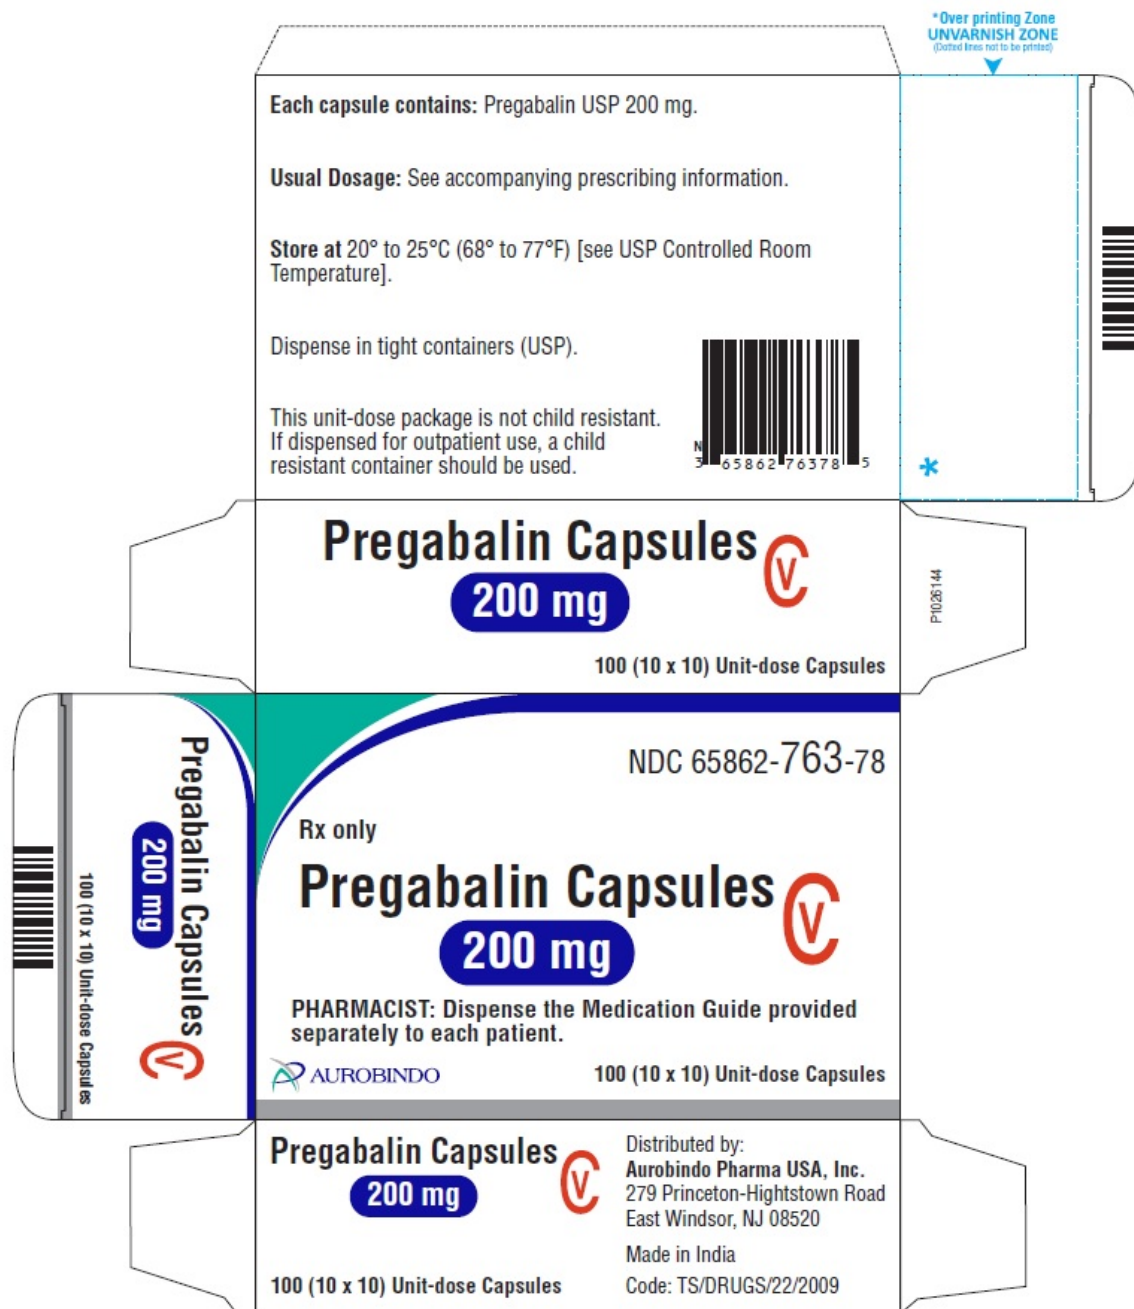 *Over printing Zone
UNVARNISH ZONE
(Dotted lines not to be printed)
Each capsule contains: Pregabalin USP 200 mg.
Usual Dosage: See accompanying prescribing information.
Store at 20° to 25°C (68° to 77°F) [see USP Controlled Room
Temperature].
Dispense in tight containers (USP).
This unit-dose package is not child resistant.
If dispensed for outpatient use, a child
resistant container should be used.
N
3 65862 76378 5
*
Pregabalin Capsules
CV
200 mg
100 (10 x 10) Unit-dose Capsules
P1026144
Pregabalin Capsules
200 mg
CV
100 (10 x 10) Unit-dose Capsules
NDC 65862-763-78
Rx only
Pregabalin Capsules
CV
200 mg
PHARMACIST: Dispense the Medication Guide provided
separately to each patient.
AUROBINDO
100 (10 x 10) Unit-dose Capsules
Pregabalin Capsules
CV
200 mg
100 (10 x 10) Unit-dose Capsules
Distributed by:
Aurobindo Pharma USA, Inc.
279 Princeton-Hightstown Road
East Windsor, NJ 08520
Made in India
Code: TS/DRUGS/22/2009